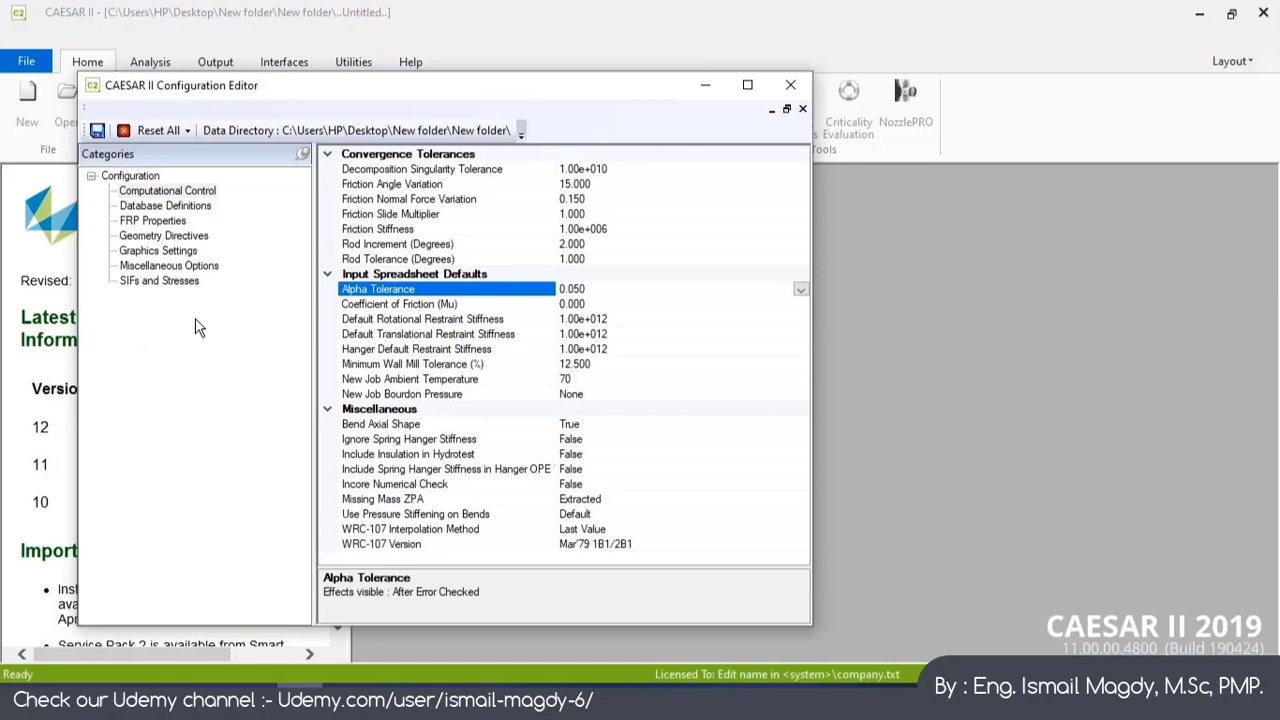 CAESAR II - [C:\Users\HP\Desktop\New folder\New folder\..Untitled..]
File
Home
Analysis
Output
Interfaces
Utilities
Help
Layout
New
Open
File
Criticality
Evaluation
NozzlePRO
Tools
CAESAR II Configuration Editor
Reset All
Data Directory : C:\Users\HP\Desktop\New folder\New folder\
Categories
Configuration
Computational Control
Database Definitions
FRP Properties
Geometry Directives
Graphics Settings
Miscellaneous Options
SIFs and Stresses
Convergence Tolerances
Decomposition Singularity Tolerance 1.00e+010
Friction Angle Variation 15.000
Friction Normal Force Variation 0.150
Friction Slide Multiplier 1.000
Friction Stiffness 1.00e+006
Rod Increment (Degrees) 2.000
Rod Tolerance (Degrees) 1.000
Input Spreadsheet Defaults
Alpha Tolerance 0.050
Coefficient of Friction (Mu) 0.000
Default Rotational Restraint Stiffness 1.00e+012
Default Translational Restraint Stiffness 1.00e+012
Hanger Default Restraint Stiffness 1.00e+012
Minimum Wall Mill Tolerance (%) 12.500
New Job Ambient Temperature 70
New Job Bourdon Pressure None
Miscellaneous
Bend Axial Shape True
Ignore Spring Hanger Stiffness False
Include Insulation in Hydrotest False
Include Spring Hanger Stiffness in Hanger OPE False
Incore Numerical Check False
Missing Mass ZPA Extracted
Use Pressure Stiffening on Bends Default
WRC-107 Interpolation Method Last Value
WRC-107 Version Mar'79 1B1/2B1
Alpha Tolerance
Effects visible : After Error Checked
Revised:
Latest
Inform
Versio
12
11
10
Import
Inst
ava
Apr
Service Pack 2 is available from Smart
CAESAR II 2019
11.00.00.4800 (Build 190424)
Ready
Licensed To: Edit name in <system>\company.txt
Check our Udemy channel :- Udemy.com/user/ismail-magdy-6/
By : Eng. Ismail Magdy, M.Sc, PMP.